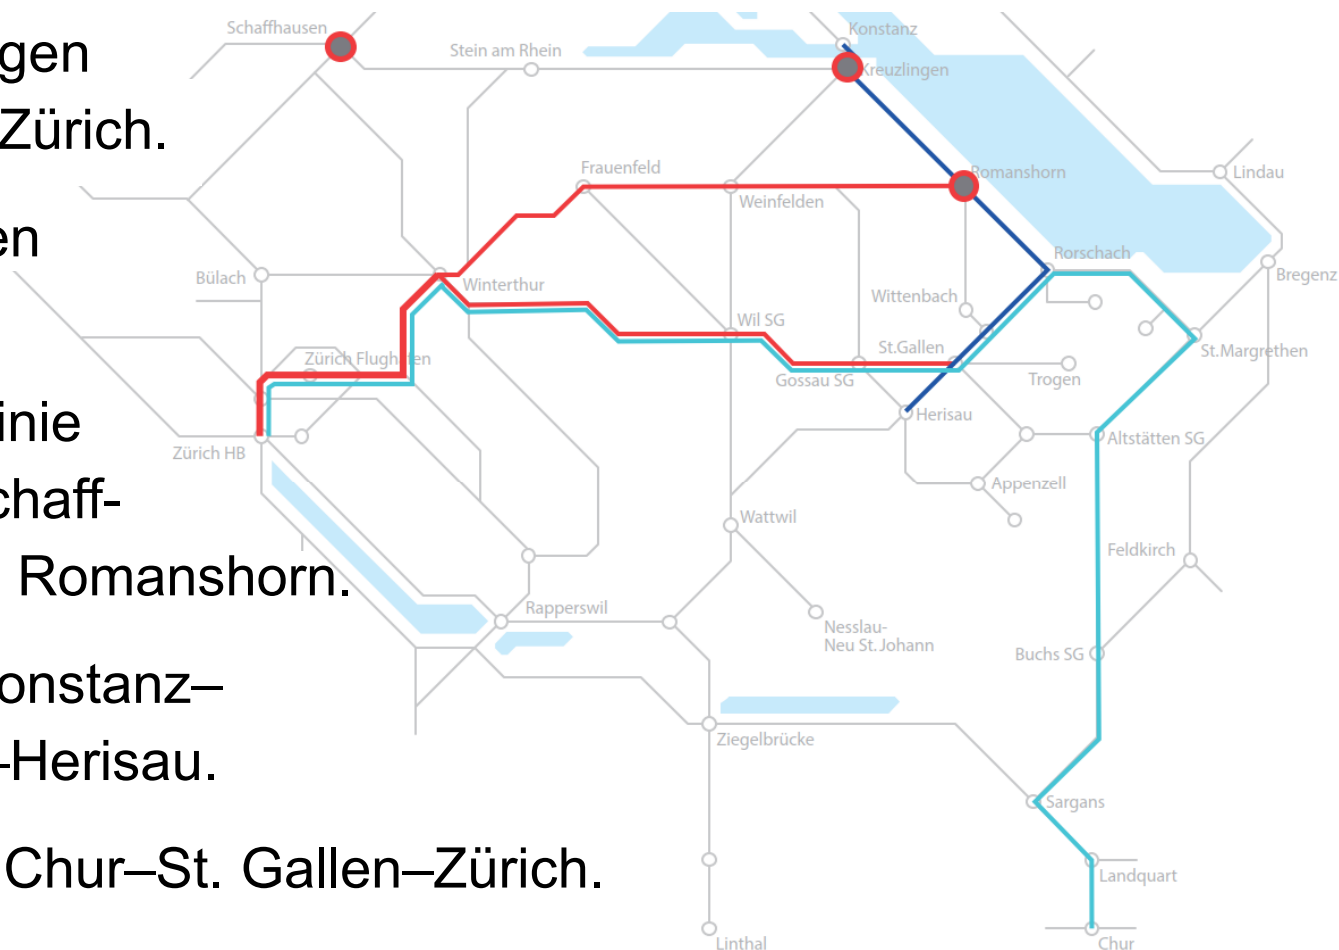 gen
Zürich.
en
inie
chaff-
Romanshorn.
onstanz–
–Herisau.
Chur–St. Gallen–Zürich.
Schaffhausen
Stein am Rhein
Konstanz
Kreuzlingen
Frauenfeld
Weinfelden
Romanshorn
Lindau
Bülach
Winterthur
Rorschach
Bregenz
Wittenbach
Wil SG
St.Gallen
St.Margrethen
Zürich Flughafen
Gossau SG
Trogen
Herisau
Zürich HB
Altstätten SG
Appenzell
Wattwil
Feldkirch
Rapperswil
Nesslau-
Neu St. Johann
Buchs SG
Ziegelbrücke
Sargans
Landquart
Linthal
Chur